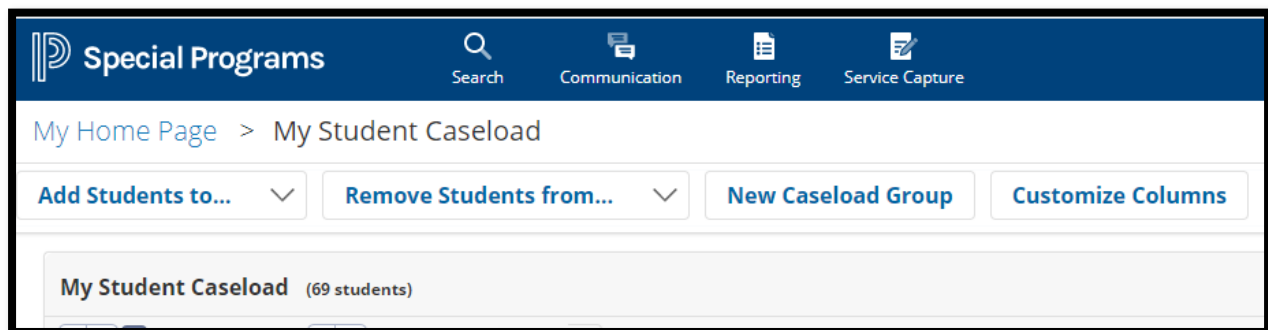 Special Programs
Search
Communication
Reporting
Service Capture
My Home Page > My Student Caseload
Add Students to...
Remove Students from...
New Caseload Group
Customize Columns
My Student Caseload (69 students)